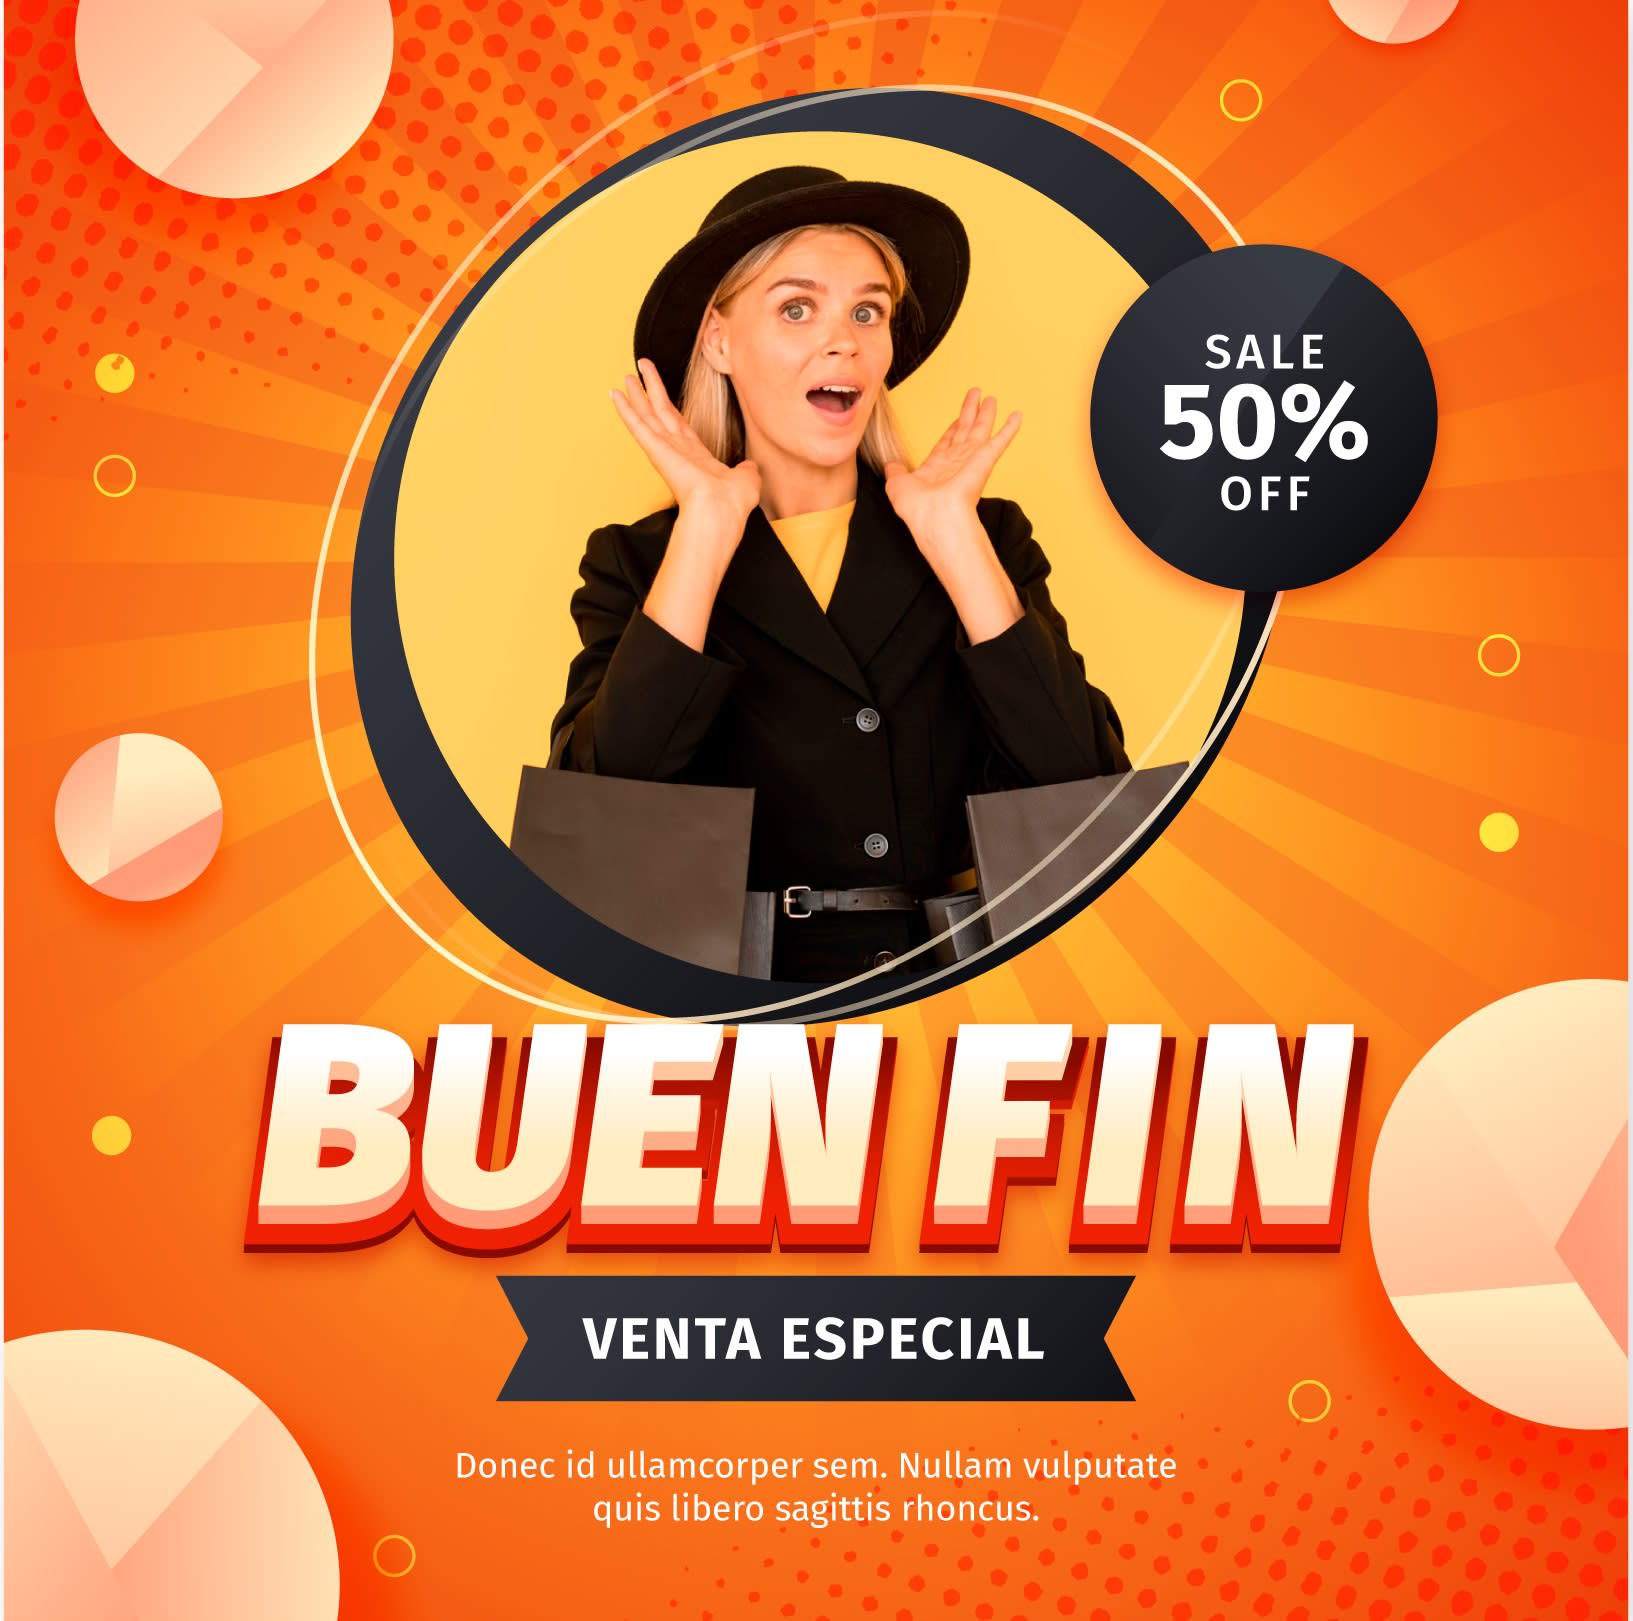 SALE
50%
OFF
BUEN FIN
VENTA ESPECIAL
Donec id ullamcorper sem. Nullam vulputate
quis libero sagittis rhoncus.